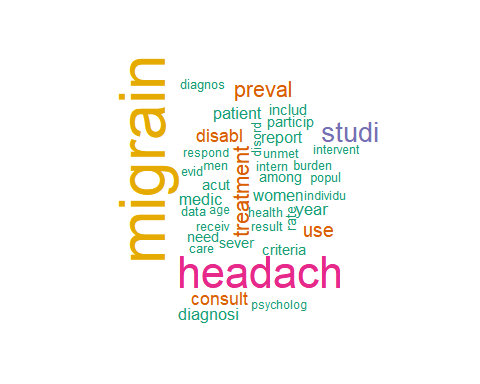 migrain
diagnos
preval
patient
includ
particip
studi
disabl
disord
report
respond
unmet
intervent
men
evid
treatment
intern
burden
among
popul
acut
medic
women
individu
data
age
health
rate
year
receiv
result
use
need
sever
care
criteria
headach
consult
psycholog
diagnosi